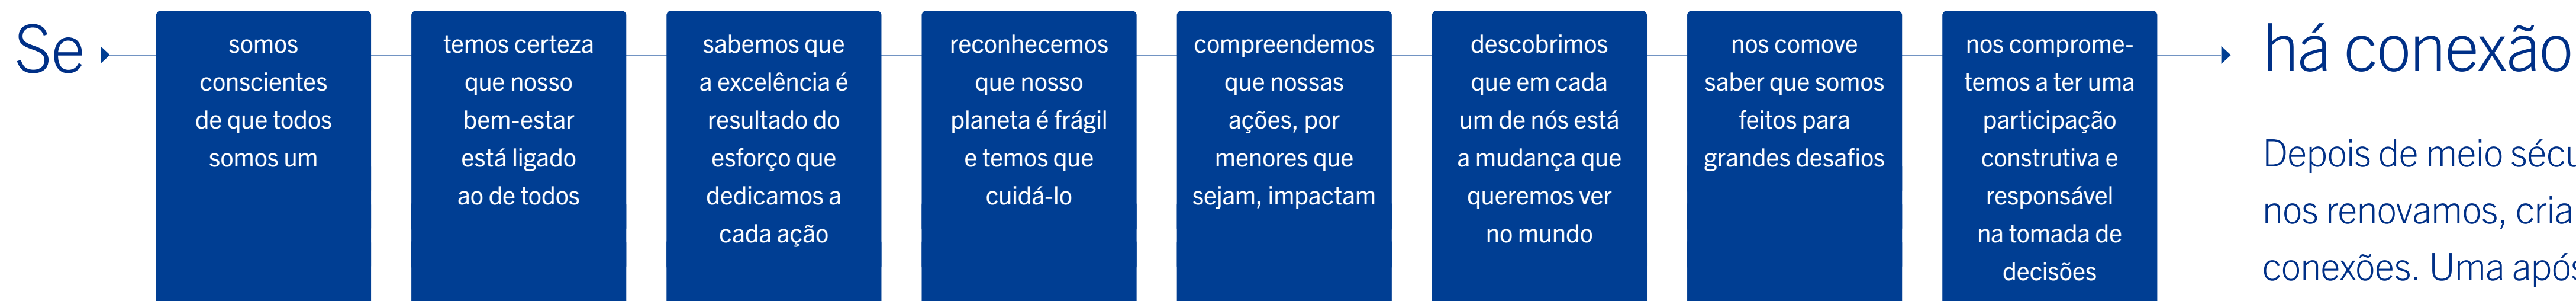 Se
somos
conscientes
de que todos
somos um
temos certeza
que nosso
bem-estar
está ligado
ao de todos
sabemos que
a excelência é
resultado do
esforço que
dedicamos a
cada ação
reconhecemos
que nosso
planeta é frágil
e temos que
cuidá-lo
compreendemos
que nossas
ações, por
menores que
sejam, impactam
descobrimos
que em cada
um de nós está
a mudança que
queremos ver
no mundo
nos comove
saber que somos
feitos para
grandes desafios
nos comprome-
temos a ter uma
participação
construtiva e
responsável
na tomada de
decisões
há conexão
Depois de meio sécu
nos renovamos, cria
conexões. Uma após